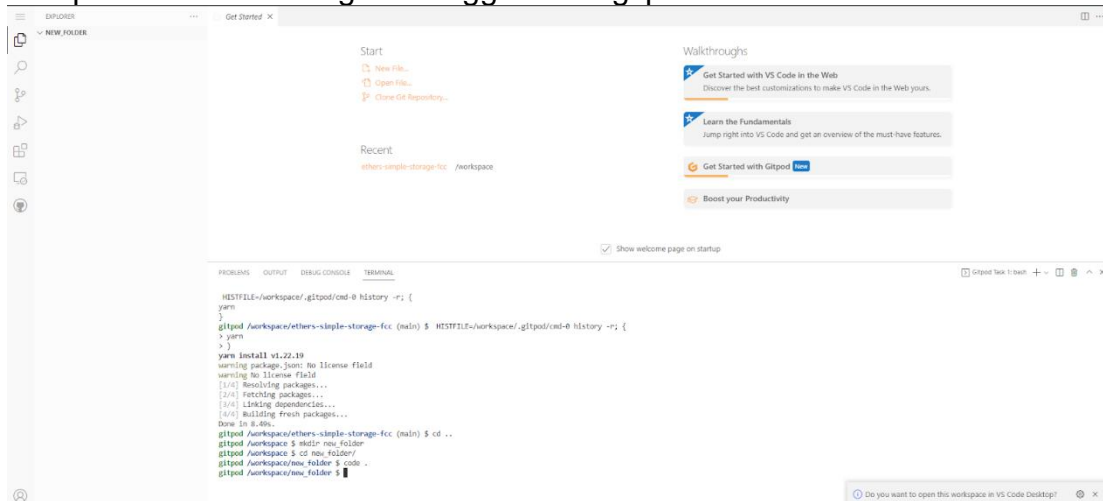 EXPLORER
···
Get Started ×
NEW_FOLDER
Start
New File...
Open File...
Clone Git Repository...
Recent
ethers-simple-storage-fcc /workspace
Walkthroughs
Get Started with VS Code in the Web
Discover the best customizations to make VS Code in the Web yours.
Learn the Fundamentals
Jump right into VS Code and get an overview of the must-have features.
Get Started with Gitpod New
Boost your Productivity
Show welcome page on startup
PROBLEMS OUTPUT DEBUG CONSOLE TERMINAL
Gitpod Task 1: bash
HISTFILE=/workspace/.gitpod/cmd-0 history -r; {
yarn
}
gitpod /workspace/ethers-simple-storage-fcc (main) $ HISTFILE=/workspace/.gitpod/cmd-0 history -r; {
> yarn
> }
yarn install v1.22.19
warning package.json: No license field
warning No license field
[1/4] Resolving packages...
[2/4] Fetching packages...
[3/4] Linking dependencies...
[4/4] Building fresh packages...
Done in 8.49s.
gitpod /workspace/ethers-simple-storage-fcc (main) $ cd ..
gitpod /workspace $ mkdir new_folder
gitpod /workspace $ cd new_folder/
gitpod /workspace/new_folder $ code .
gitpod /workspace/new_folder $
Do you want to open this workspace in VS Code Desktop?